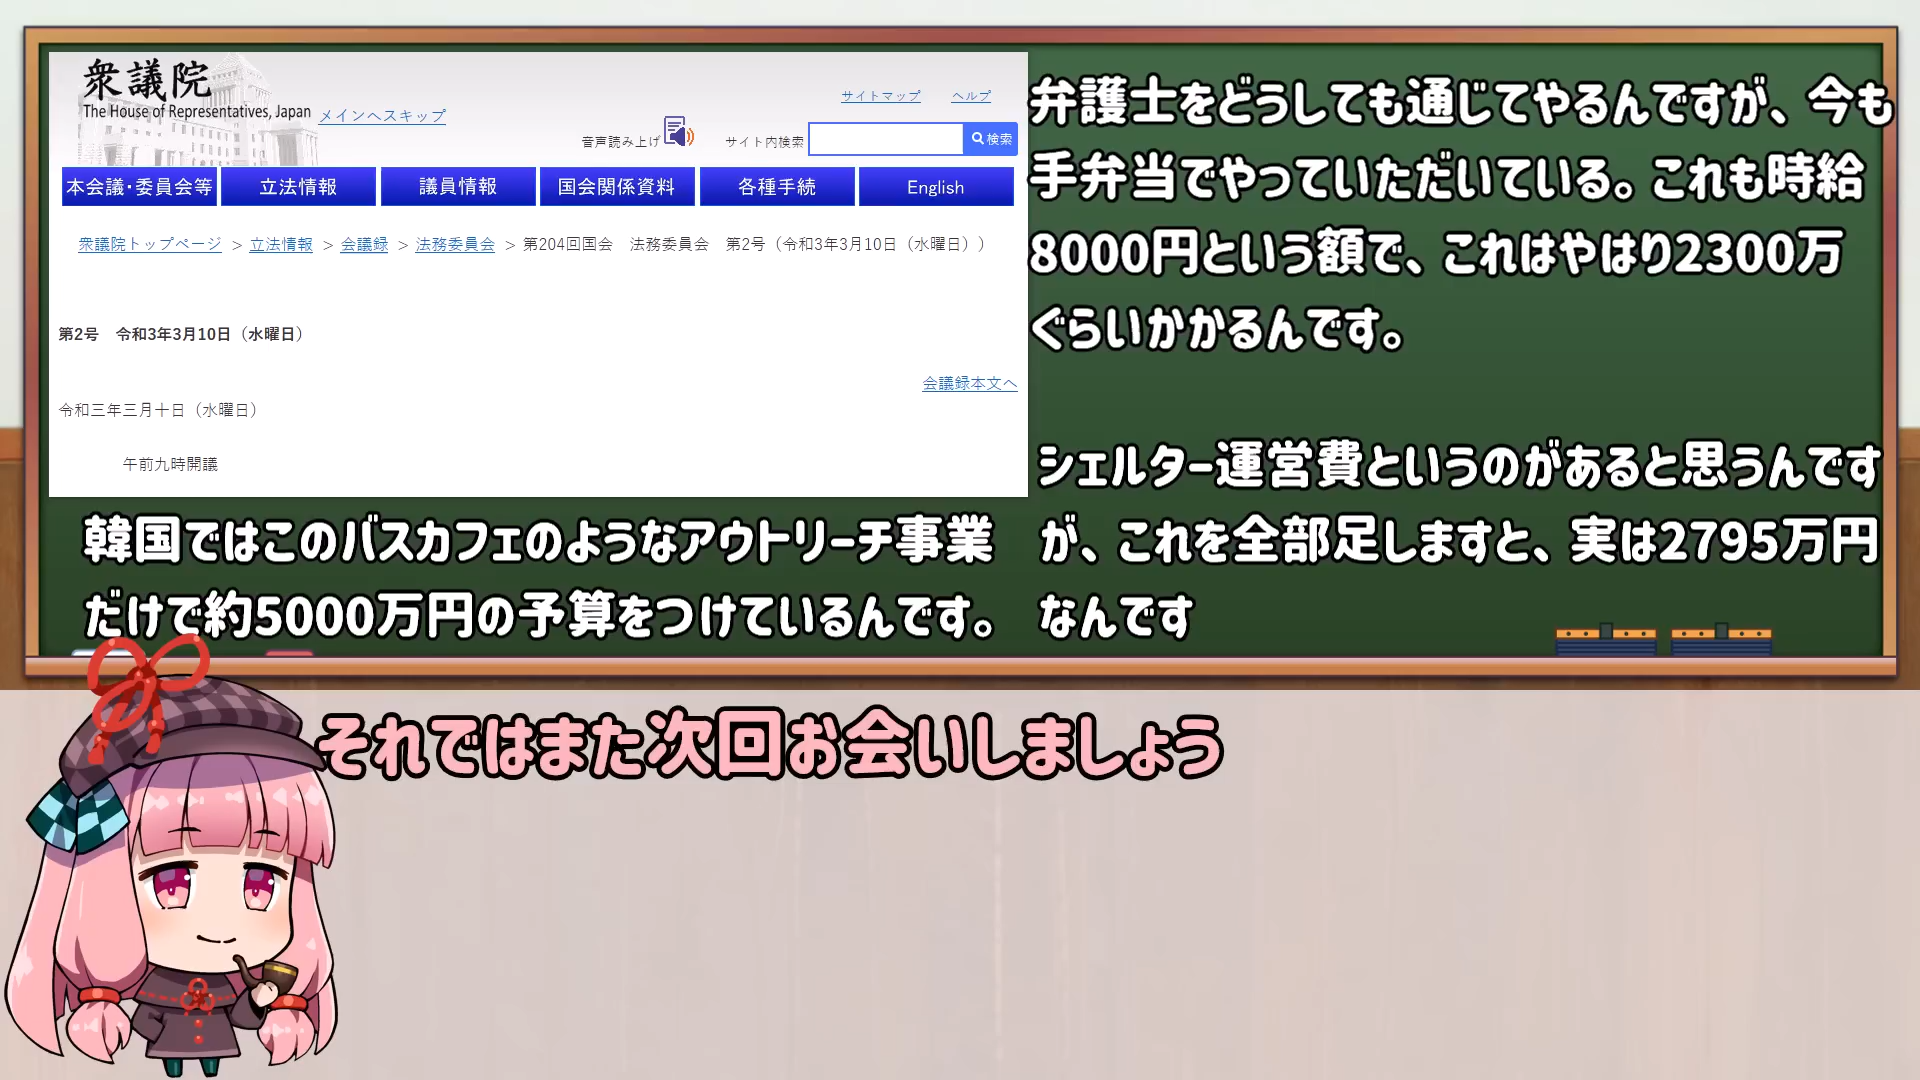 衆議院
The House of Representatives, Japan
メインへスキップ
サイトマップ
ヘルプ
音声読み上げ
サイト内検索
検索
本会議・委員会等
立法情報
議員情報
国会関係資料
各種手続
English
衆議院トップページ > 立法情報 > 会議録 > 法務委員会 > 第204回国会 法務委員会 第2号（令和3年3月10日（水曜日））
第2号 令和3年3月10日（水曜日）
会議録本文へ
令和三年三月十日（水曜日）
午前九時開議
韓国ではこのバスカフェのようなアウトリーチ事業
だけで約5000万円の予算をつけているんです。
弁護士をどうしても通じてやるんですが、今も
手弁当でやっていただいている。これも時給
8000円という額で、これはやはり2300万
ぐらいかかるんです。
シェルター運営費というのがあると思うんです
が、これを全部足しますと、実は2795万円
なんです
それではまた次回お会いしましょう